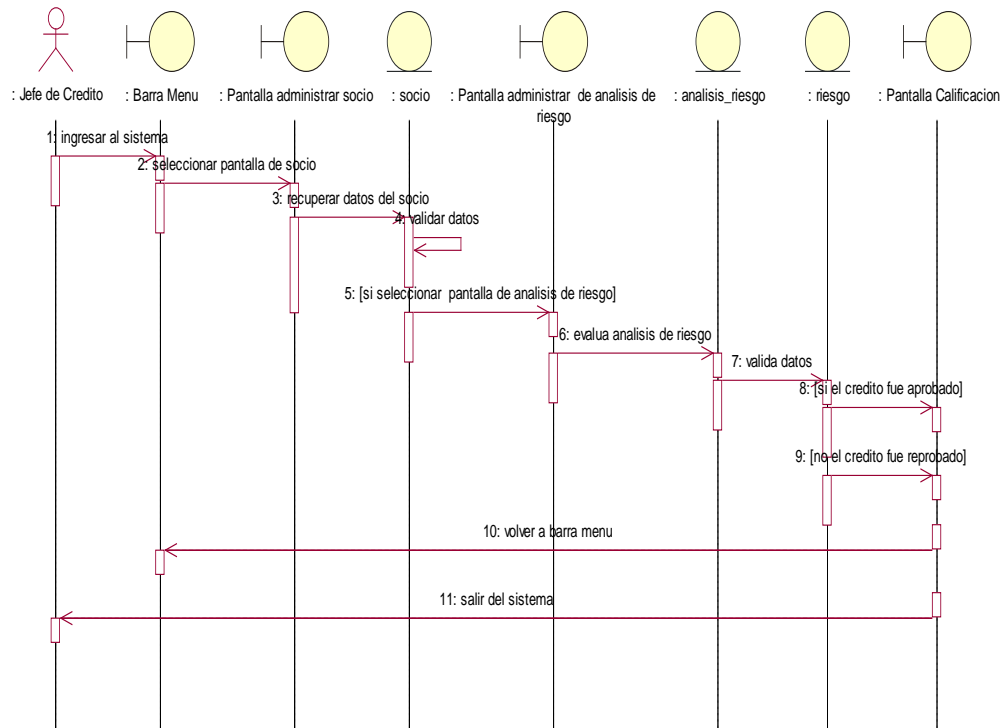 : Jefe de Credito
: Barra Menu
: Pantalla administrar socio
: socio
: Pantalla administrar de analisis de
riesgo
: analisis_riesgo
: riesgo
: Pantalla Calificacion
1: ingresar al sistema
2: seleccionar pantalla de socio
3: recuperar datos del socio
4: validar datos
5: [si seleccionar pantalla de analisis de riesgo]
6: evalua analisis de riesgo
7: valida datos
8: [si el credito fue aprobado]
9: [no el credito fue reprobado]
10: volver a barra menu
11: salir del sistema